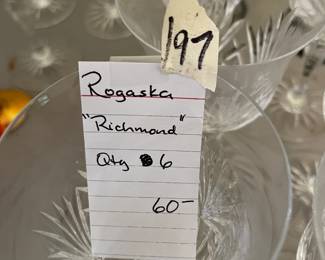 197
Rogaska
"Richmond"
Qty 6
60-